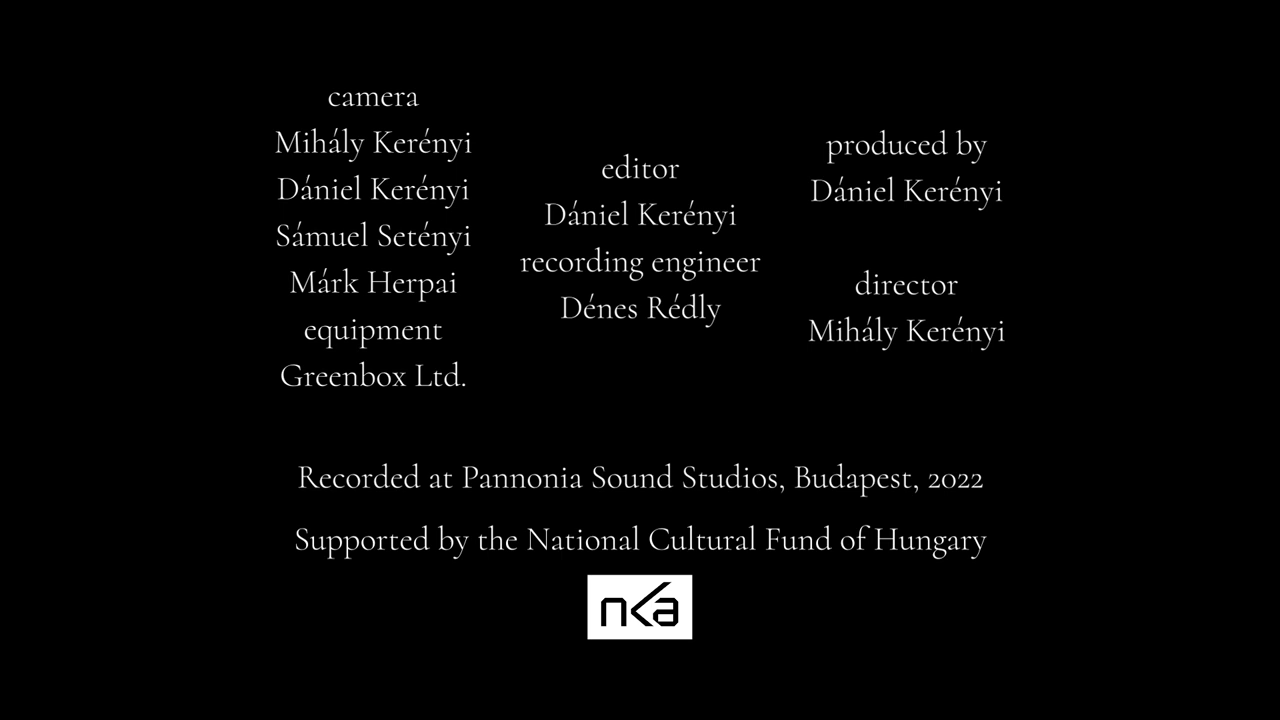 camera
Mihály Kerényi
Dániel Kerényi
Sámuel Setényi
Márk Herpai
equipment
Greenbox Ltd.
editor
Dániel Kerényi
recording engineer
Dénes Rédly
produced by
Dániel Kerényi
director
Mihály Kerényi
Recorded at Pannonia Sound Studios, Budapest, 2022
Supported by the National Cultural Fund of Hungary
nka